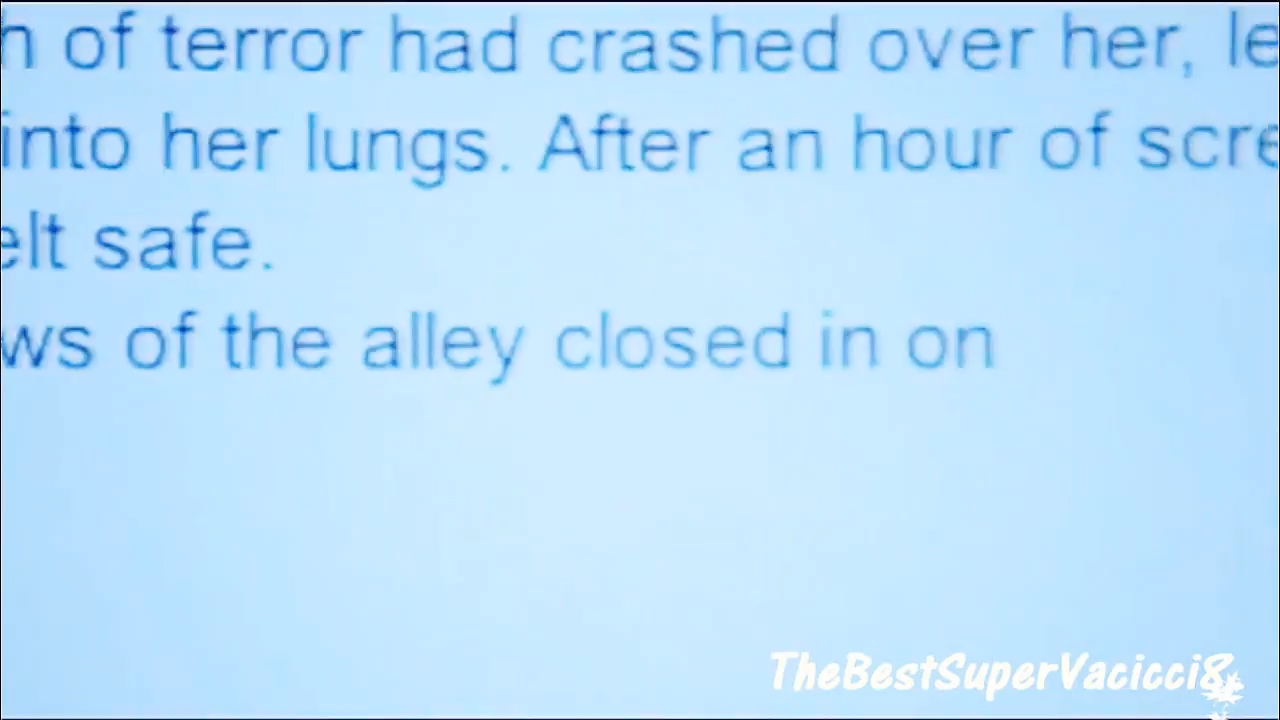 h of terror had crashed over her, le
into her lungs. After an hour of scre
elt safe.
ws of the alley closed in on
TheBestSuperVacicci8